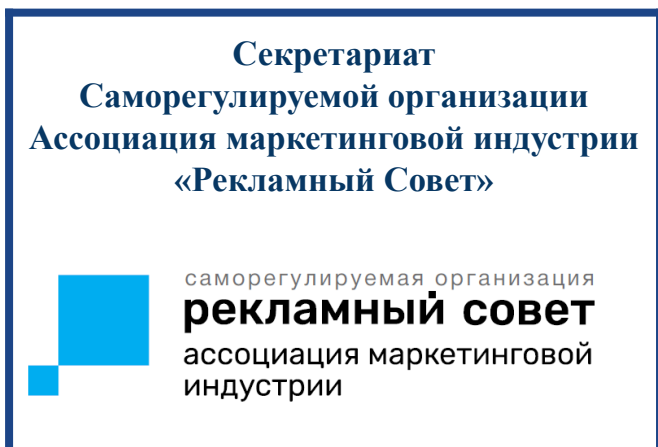 Секретариат
Саморегулируемой организации
Ассоциация маркетинговой индустрии
«Рекламный Совет»
саморегулируемая организация
рекламный совет
ассоциация маркетинговой
индустрии